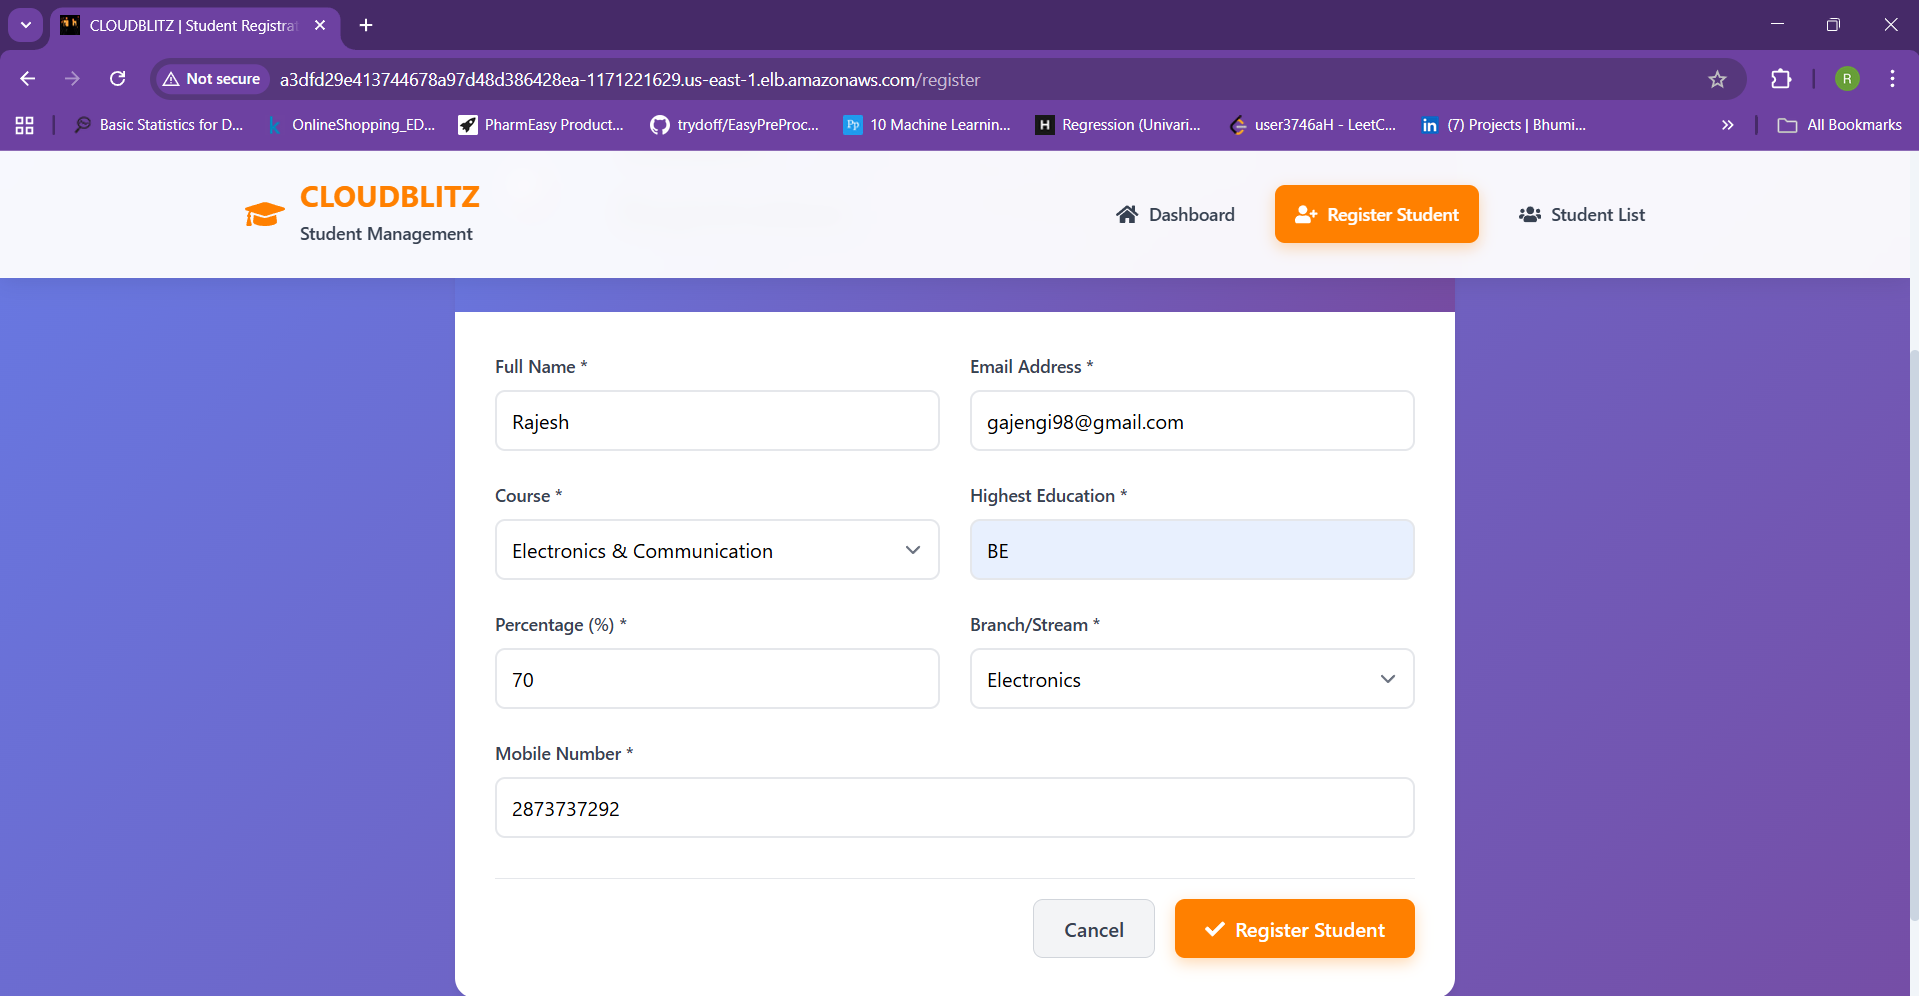 CLOUDBLITZ | Student Registrat
Not secure
a3dfd29e413744678a97d48d386428ea-1171221629.us-east-1.elb.amazonaws.com/register
R
Basic Statistics for D...
OnlineShopping_ED...
PharmEasy Product...
trydoff/EasyPreProc...
Pp
10 Machine Learnin...
H
Regression (Univari...
user3746aH - LeetC...
in
(7) Projects | Bhumi...
All Bookmarks
CLOUDBLITZ
Student Management
Dashboard
Register Student
Student List
Full Name *
Email Address *
Rajesh
gajengi98@gmail.com
Course *
Highest Education *
Electronics & Communication
BE
Percentage (%) *
Branch/Stream *
70
Electronics
Mobile Number *
2873737292
Cancel
Register Student